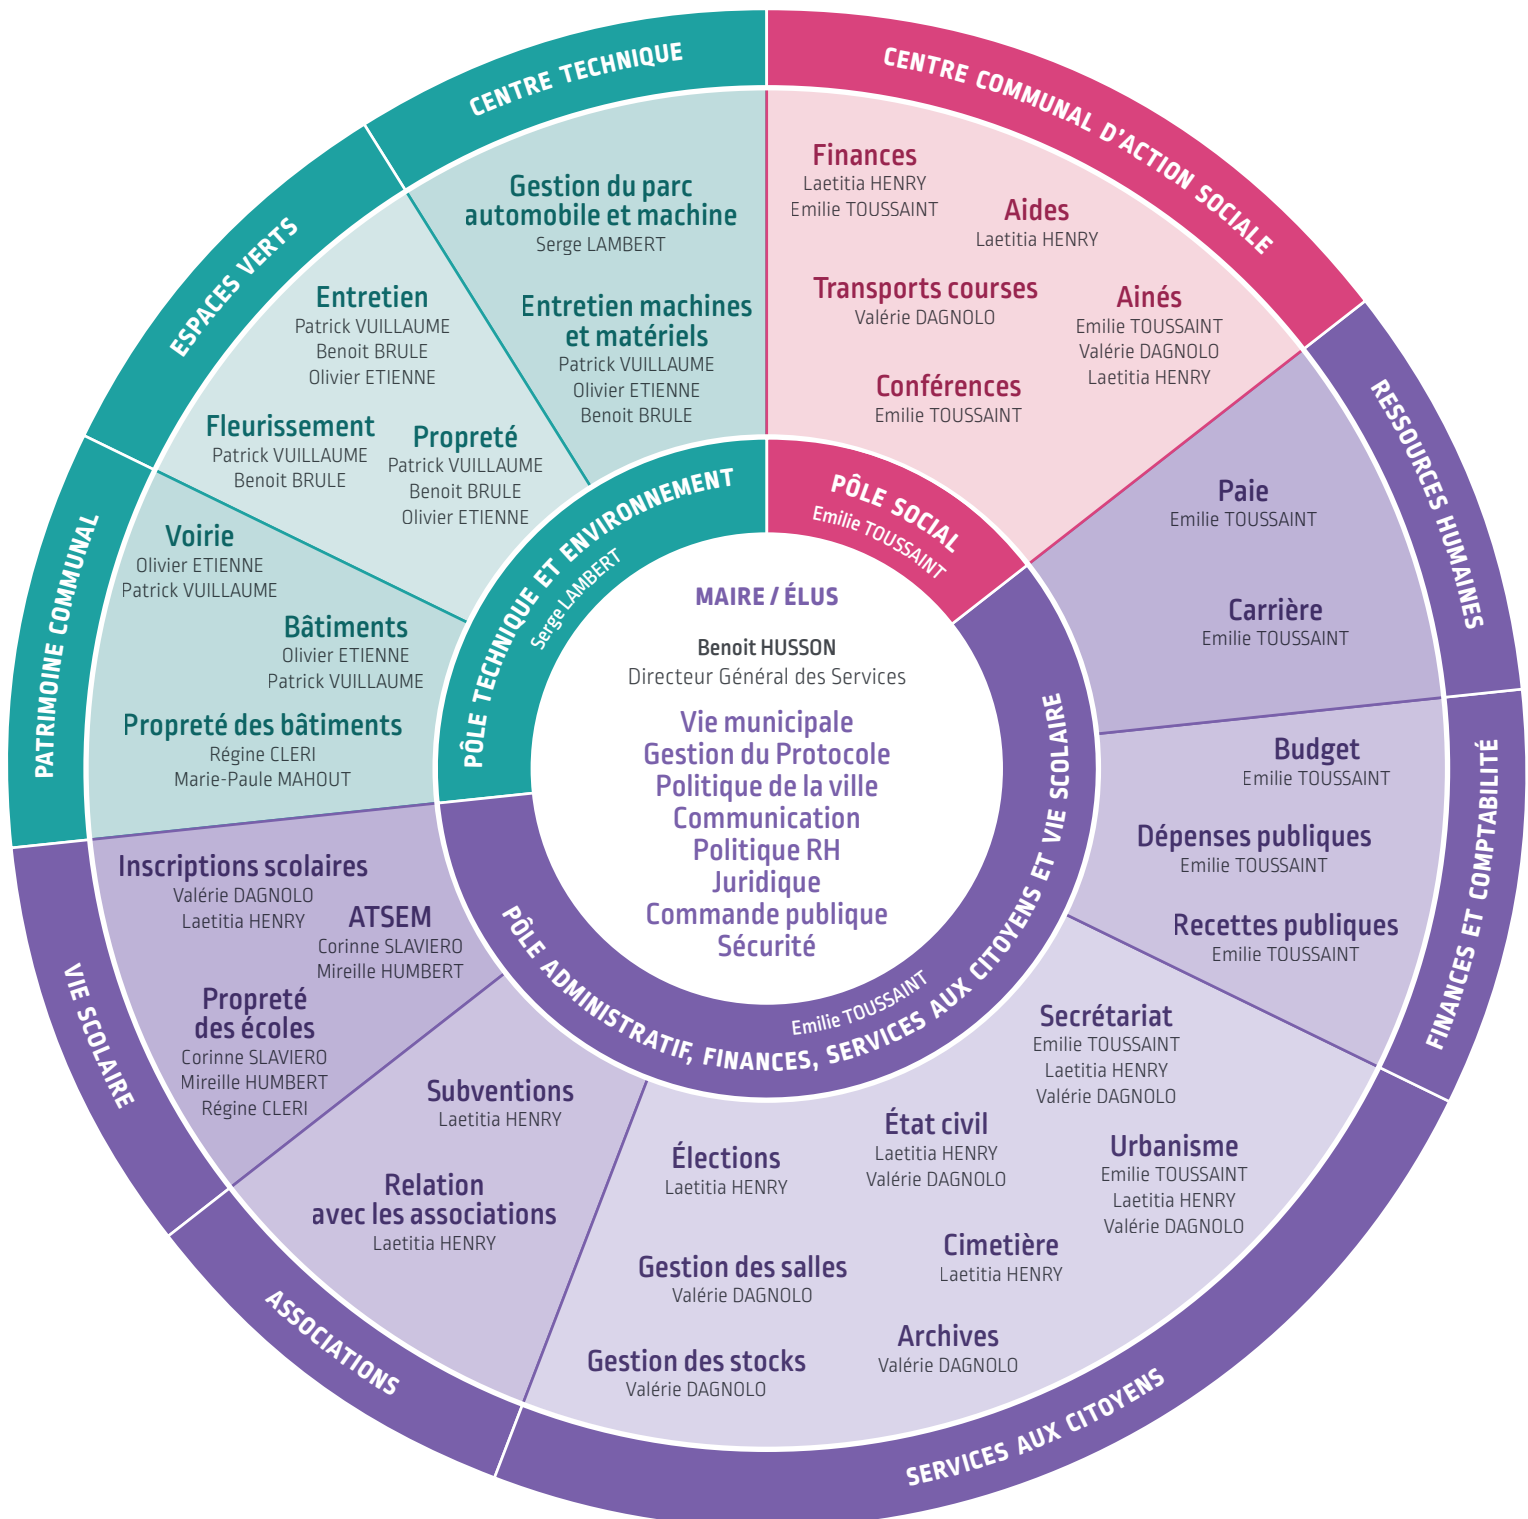 CENTRE TECHNIQUE
Gestion du parc
automobile et machine
Serge LAMBERT
Entretien machines
et matériels
Patrick VUILLAUME
Olivier ETIENNE
Benoit BRULE
CENTRE COMMUNAL D'ACTION SOCIALE
Finances
Laetitia HENRY
Emilie TOUSSAINT
Aides
Laetitia HENRY
Transports courses
Valérie DAGNOLO
Ainés
Emilie TOUSSAINT
Valérie DAGNOLO
Laetitia HENRY
Conférences
Emilie TOUSSAINT
RESSOURCES HUMAINES
Paie
Emilie TOUSSAINT
Carrière
Emilie TOUSSAINT
FINANCES ET COMPTABILITÉ
Budget
Emilie TOUSSAINT
Dépenses publiques
Emilie TOUSSAINT
Recettes publiques
Emilie TOUSSAINT
SERVICES AUX CITOYENS
Secrétariat
Emilie TOUSSAINT
Laetitia HENRY
Valérie DAGNOLO
État civil
Laetitia HENRY
Valérie DAGNOLO
Urbanisme
Emilie TOUSSAINT
Laetitia HENRY
Valérie DAGNOLO
Élections
Laetitia HENRY
Cimetière
Laetitia HENRY
Gestion des salles
Valérie DAGNOLO
Archives
Valérie DAGNOLO
Gestion des stocks
Valérie DAGNOLO
ASSOCIATIONS
Subventions
Laetitia HENRY
Relation
avec les associations
Laetitia HENRY
VIE SCOLAIRE
Inscriptions scolaires
Valérie DAGNOLO
Laetitia HENRY
ATSEM
Corinne SLAVIERO
Mireille HUMBERT
Propreté
des écoles
Corinne SLAVIERO
Mireille HUMBERT
Régine CLERI
PATRIMOINE COMMUNAL
Voirie
Olivier ETIENNE
Patrick VUILLAUME
Bâtiments
Olivier ETIENNE
Patrick VUILLAUME
Propreté des bâtiments
Régine CLERI
Marie-Paule MAHOUT
ESPACES VERTS
Entretien
Patrick VUILLAUME
Benoit BRULE
Olivier ETIENNE
Fleurissement
Patrick VUILLAUME
Benoit BRULE
Propreté
Patrick VUILLAUME
Benoit BRULE
Olivier ETIENNE
PÔLE TECHNIQUE ET ENVIRONNEMENT
Serge LAMBERT
PÔLE SOCIAL
Emilie TOUSSAINT
PÔLE ADMINISTRATIF, FINANCES, SERVICES AUX CITOYENS ET VIE SCOLAIRE
Emilie TOUSSAINT
MAIRE / ÉLUS
Benoit HUSSON
Directeur Général des Services
Vie municipale
Gestion du Protocole
Politique de la ville
Communication
Politique RH
Juridique
Commande publique
Sécurité